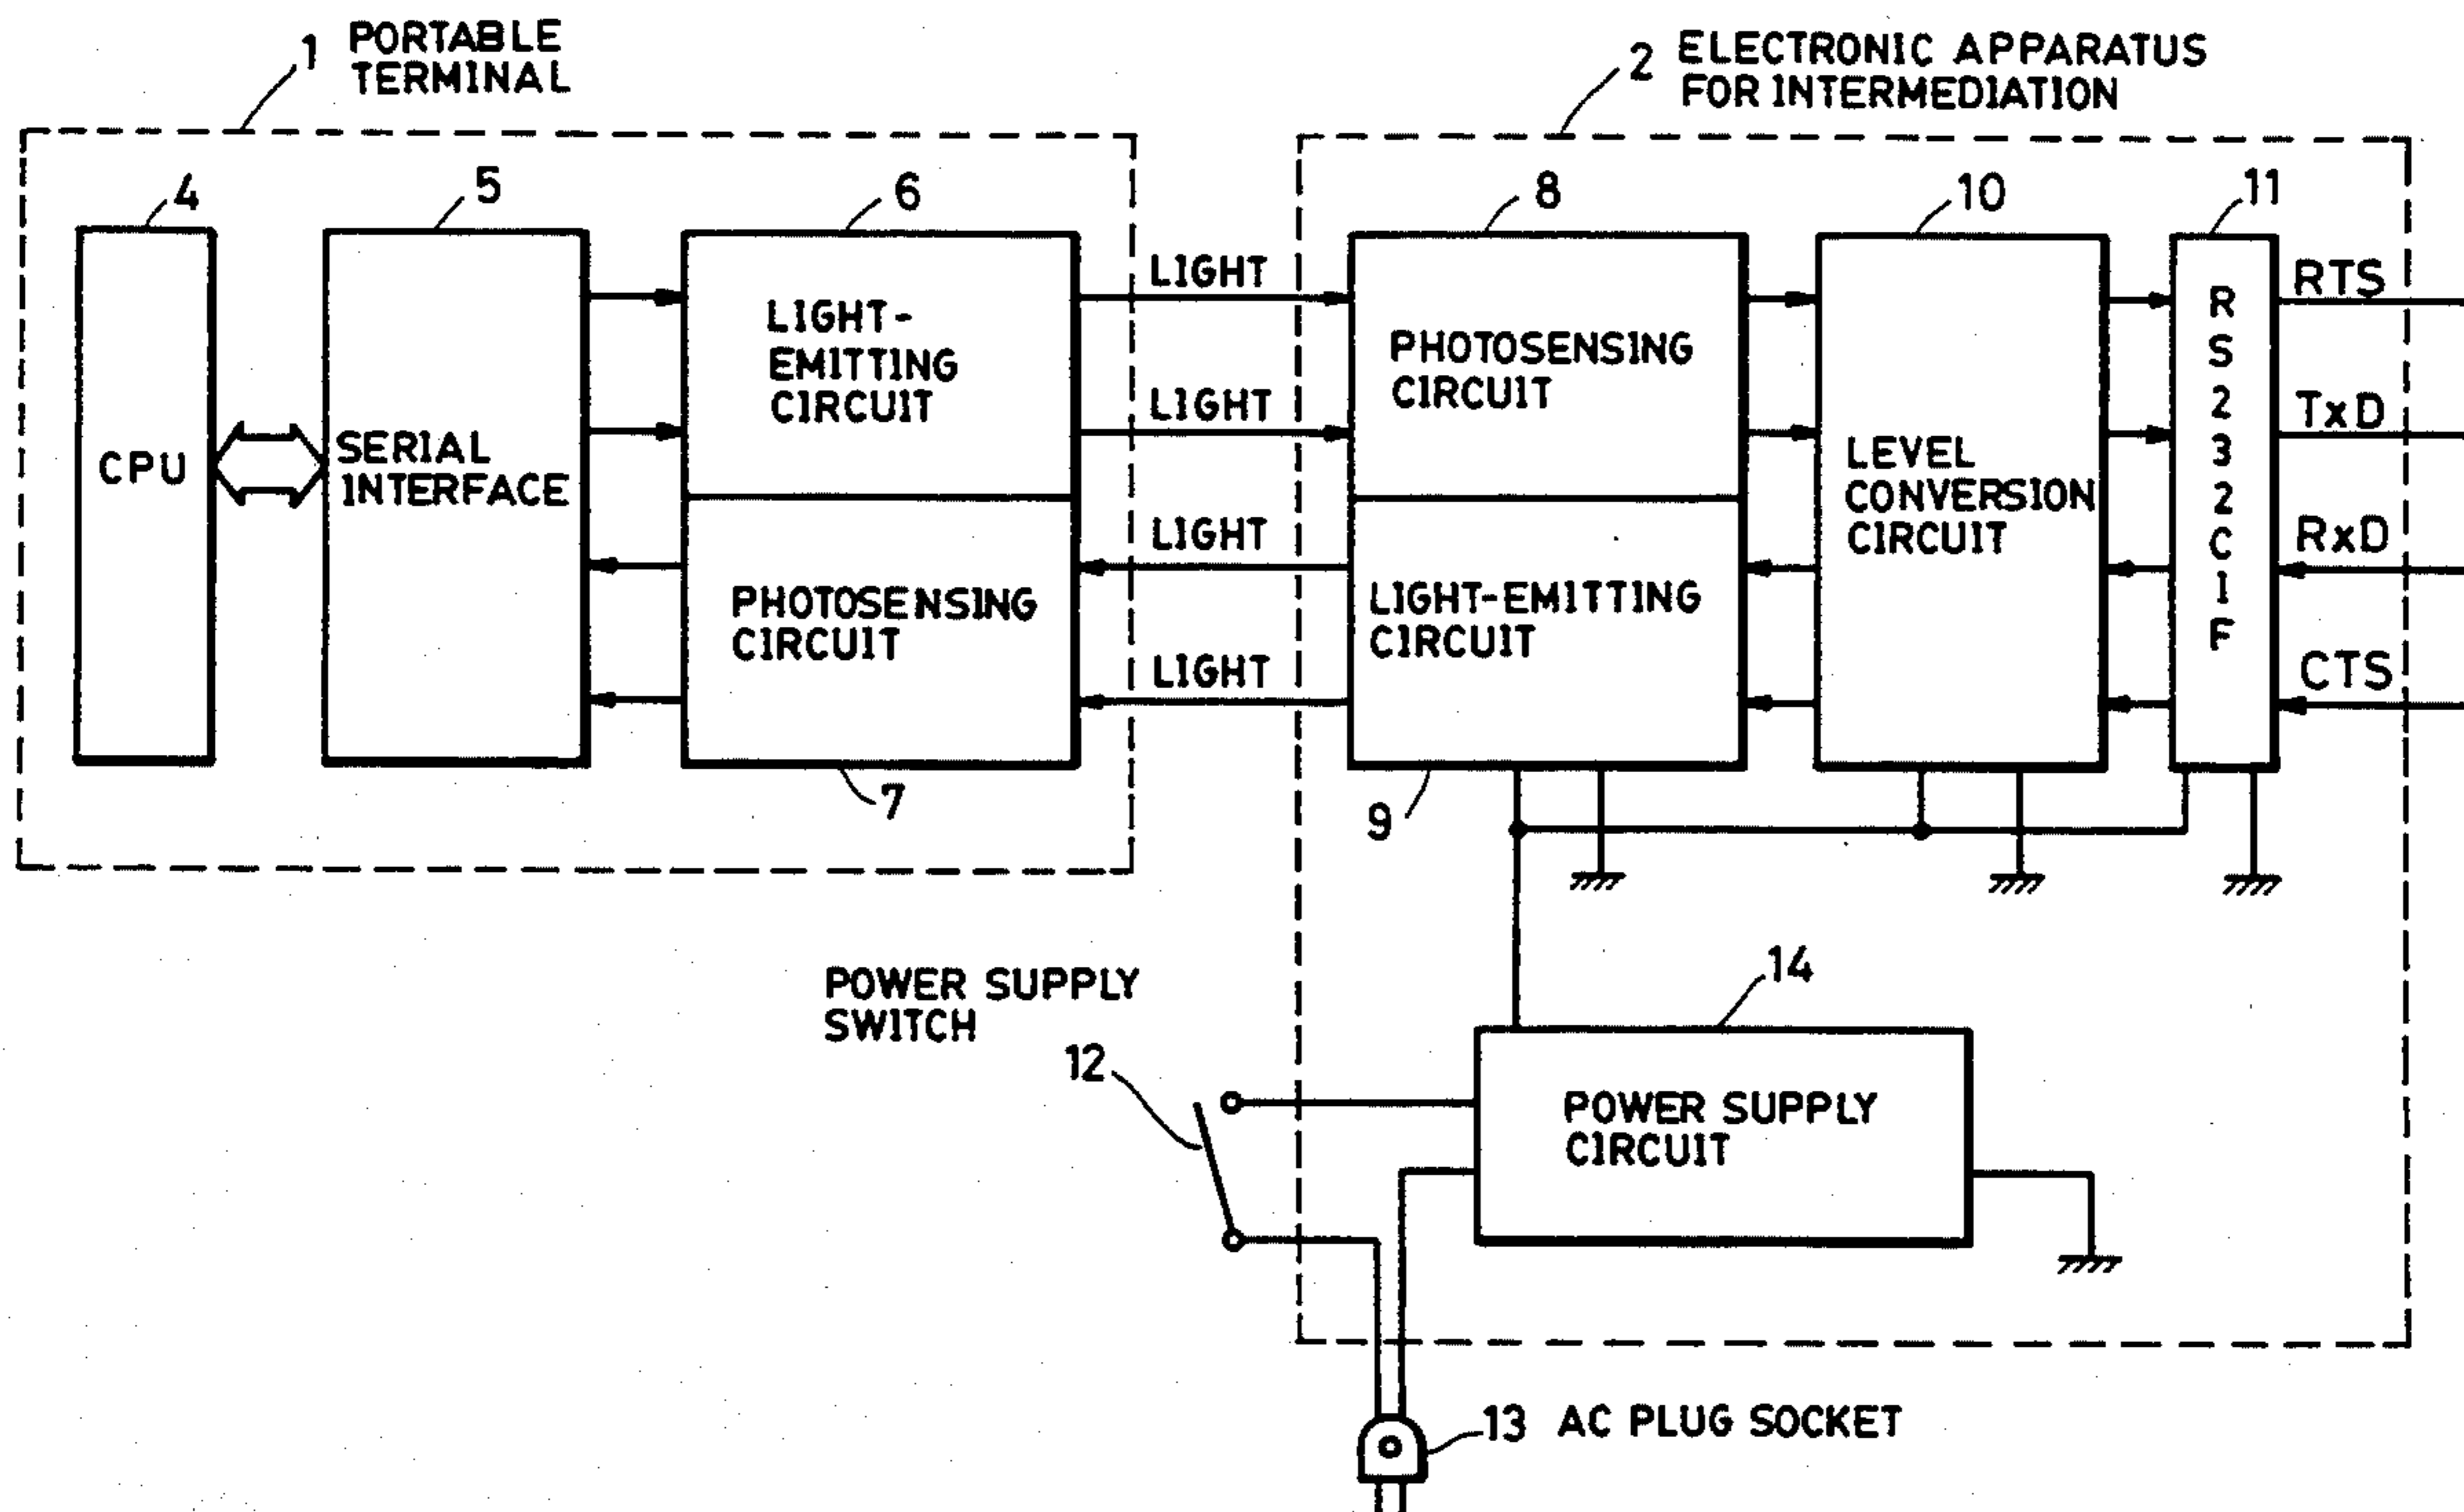 1 PORTABLE
TERMINAL
2 ELECTRONIC APPARATUS
FOR INTERMEDIATION
4
5
6
8
10
11
CPU
SERIAL
INTERFACE
LIGHT-
EMITTING
CIRCUIT
PHOTOSENSING
CIRCUIT
7
LIGHT
LIGHT
LIGHT
LIGHT
PHOTOSENSING
CIRCUIT
LIGHT-EMITTING
CIRCUIT
9
LEVEL
CONVERSION
CIRCUIT
R
S
2
3
2
C
I
F
RTS
TxD
RxD
CTS
POWER SUPPLY
SWITCH
12
14
POWER SUPPLY
CIRCUIT
13 AC PLUG SOCKET